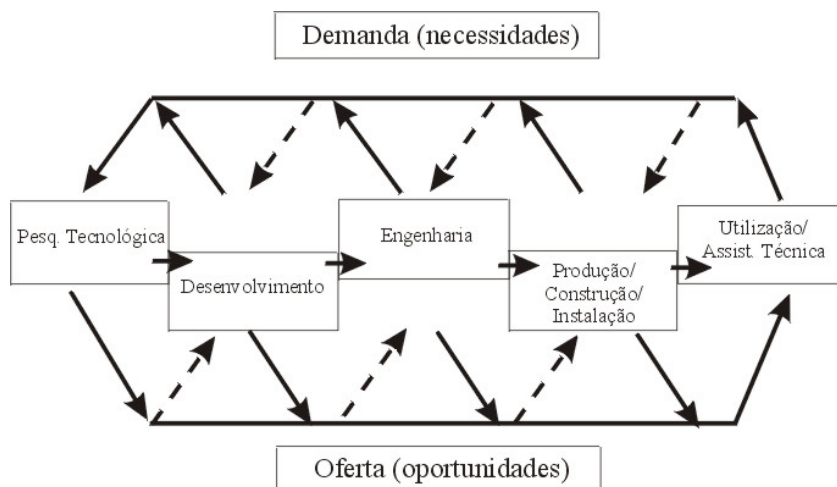 Demanda (necessidades)
Pesq. Tecnológica
Desenvolvimento
Engenharia
Produção/
Construção/
Instalação
Utilização/
Assist. Técnica
Oferta (oportunidades)